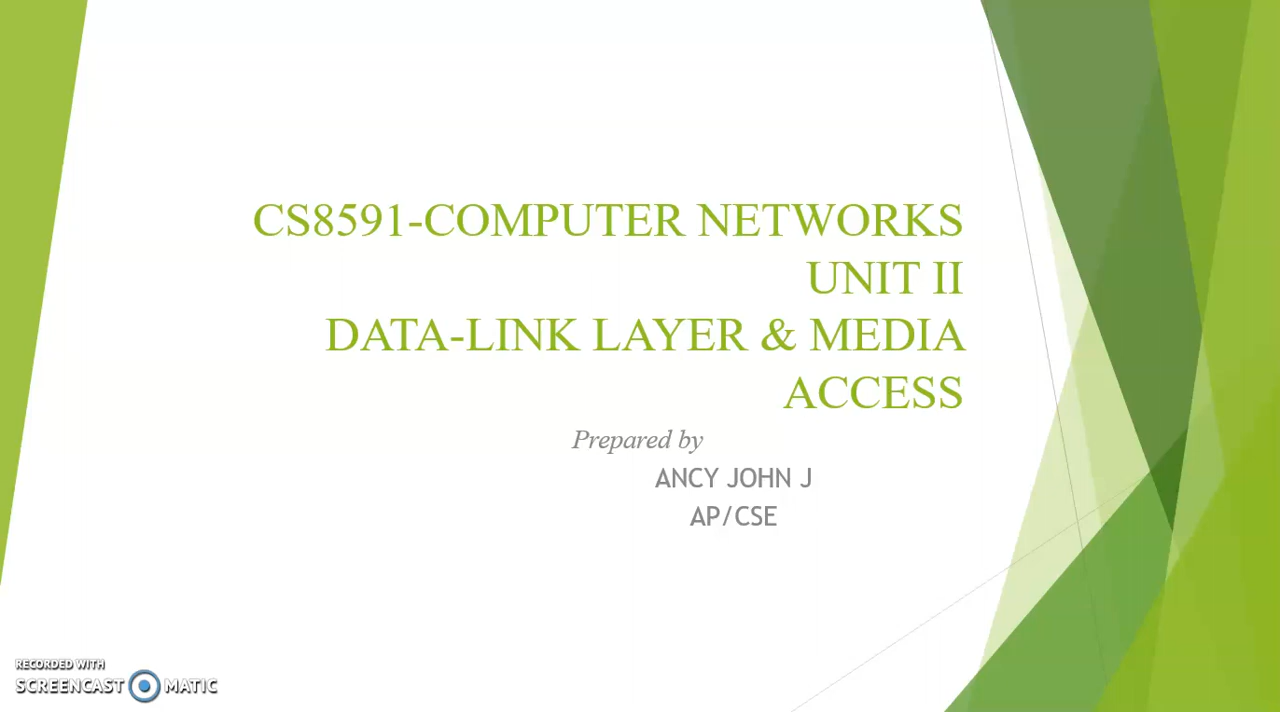 CS8591-COMPUTER NETWORKS
UNIT II
DATA-LINK LAYER & MEDIA
ACCESS
Prepared by
ANCY JOHN J
AP/CSE
RECORDED WITH
SCREENCAST MATIC